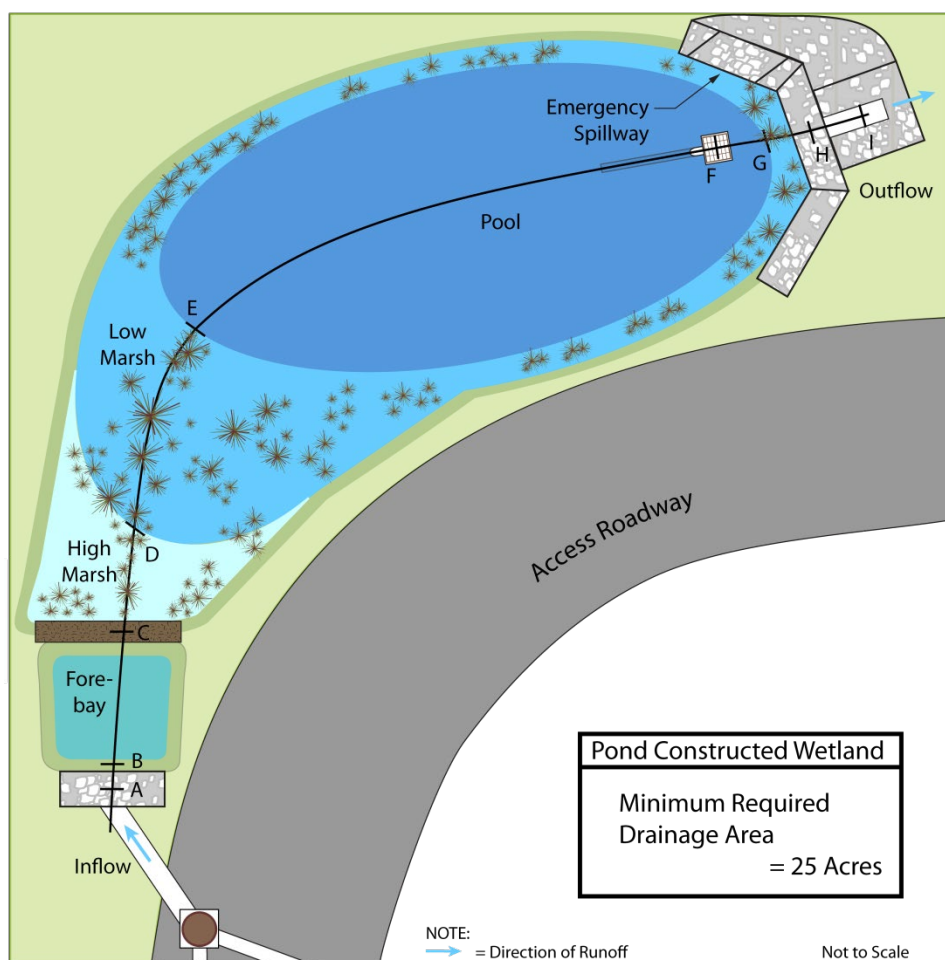 Emergency
Spillway
F
G
H
I
Outflow
Pool
E
Low
Marsh
D
High
Marsh
C
Fore-
bay
B
A
Inflow
Access Roadway
Pond Constructed Wetland
Minimum Required
Drainage Area
= 25 Acres
NOTE:
= Direction of Runoff
Not to Scale